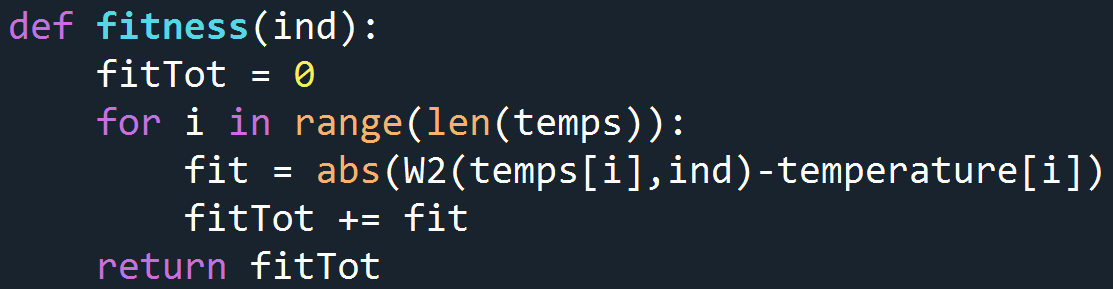 def fitness(ind):
    fitTot = 0
    for i in range(len(temps)):
        fit = abs(W2(temps[i],ind)-temperature[i])
        fitTot += fit
    return fitTot